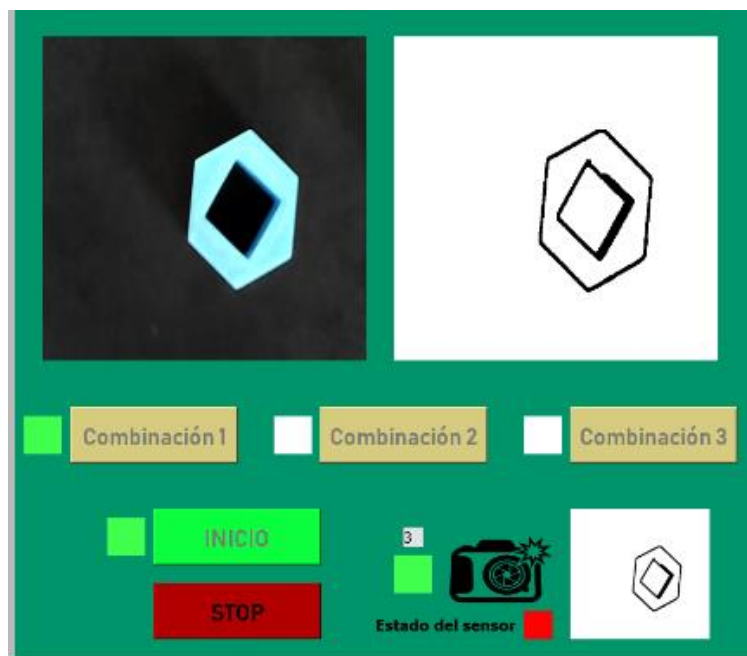 Combinación 1
Combinación 2
Combinación 3
INICIO
3
STOP
Estado del sensor